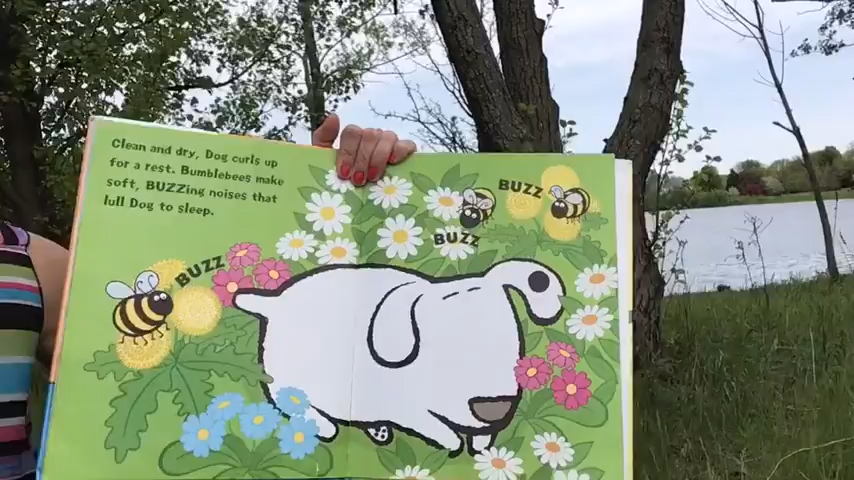 Clean and dry, Dog curls up
for a rest. Bumblebees make
soft, BUZZing noises that
lull Dog to sleep.
BUZZ
BUZZ
BUZZ